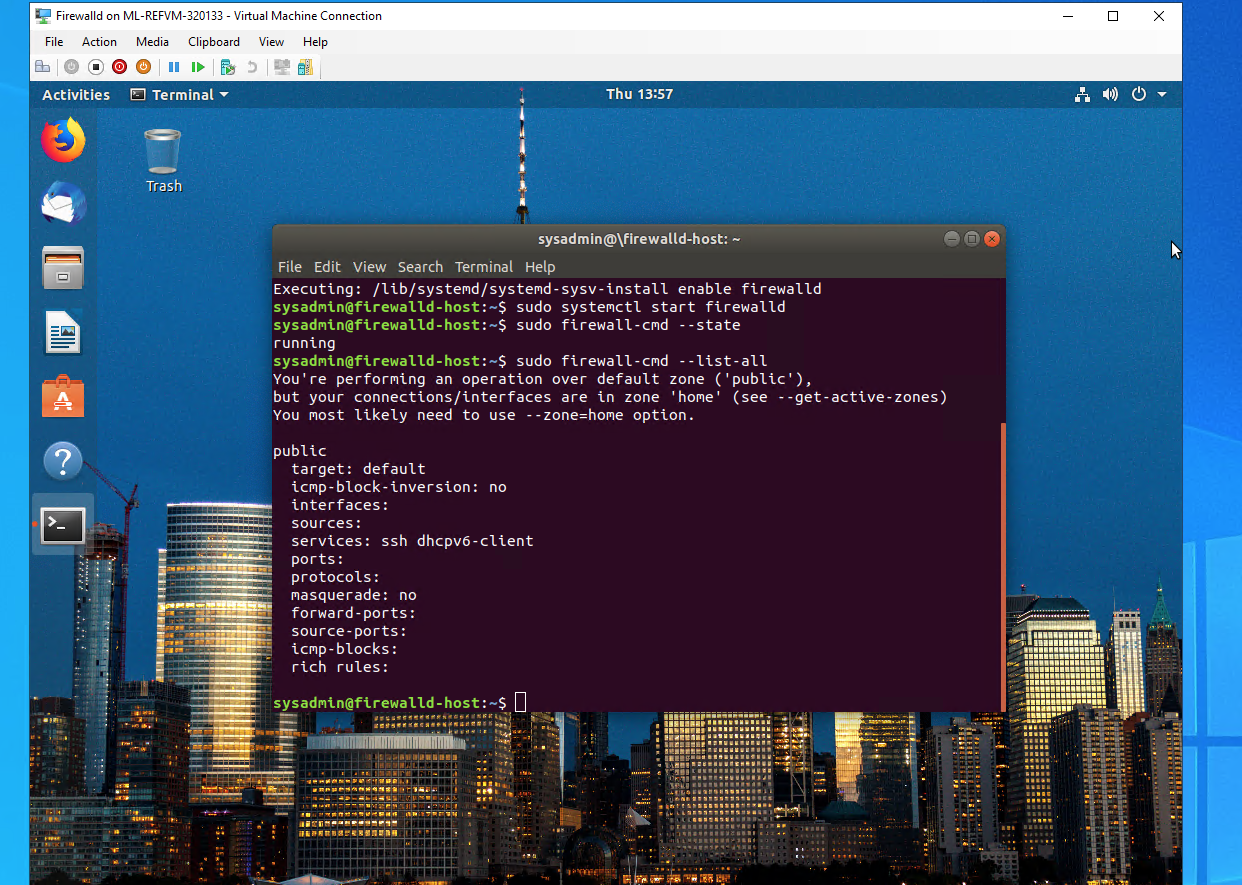 Firewalld on ML-REFVM-320133 - Virtual Machine Connection
File Action Media Clipboard View Help
Activities Terminal Thu 13:57
Trash
sysadmin@\firewalld-host: ~
File Edit View Search Terminal Help
Executing: /lib/systemd/systemd-sysv-install enable firewalld
sysadmin@firewalld-host:~$ sudo systemctl start firewalld
sysadmin@firewalld-host:~$ sudo firewall-cmd --state
running
sysadmin@firewalld-host:~$ sudo firewall-cmd --list-all
You're performing an operation over default zone ('public'),
but your connections/interfaces are in zone 'home' (see --get-active-zones)
You most likely need to use --zone=home option.
public
target: default
icmp-block-inversion: no
interfaces:
sources:
services: ssh dhcpv6-client
ports:
protocols:
masquerade: no
forward-ports:
source-ports:
icmp-blocks:
rich rules:
sysadmin@firewalld-host:~$